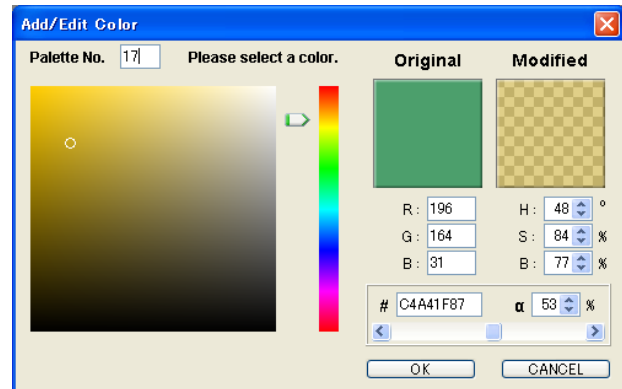 Add/Edit Color
Palette No. 17 Please select a color.
Original Modified
R : 196 H : 48 °
G : 164 S : 84 %
B : 31 B : 77 %
# C4A41F87 α 53 %
OK CANCEL